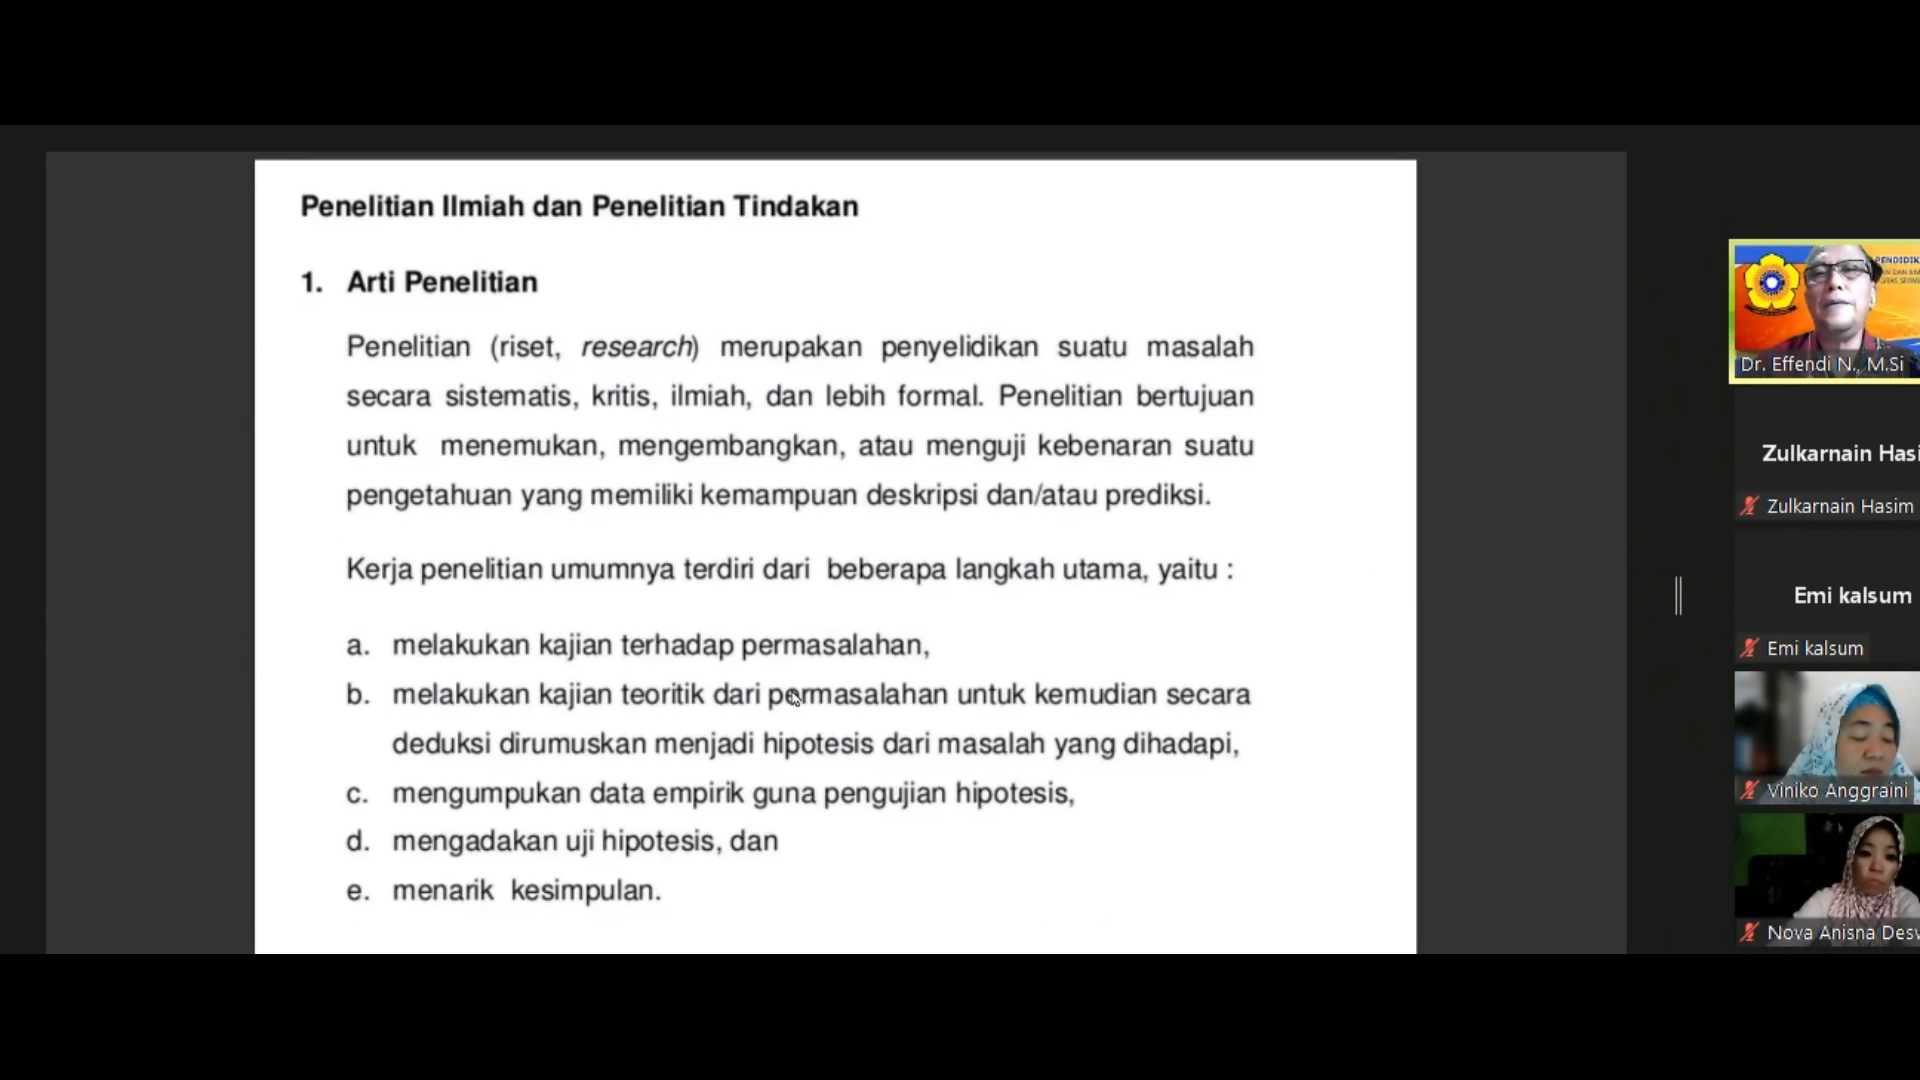 Penelitian Ilmiah dan Penelitian Tindakan
1. Arti Penelitian
Penelitian (riset, research) merupakan penyelidikan suatu masalah
secara sistematis, kritis, ilmiah, dan lebih formal. Penelitian bertujuan
untuk menemukan, mengembangkan, atau menguji kebenaran suatu
pengetahuan yang memiliki kemampuan deskripsi dan/atau prediksi.
Kerja penelitian umumnya terdiri dari beberapa langkah utama, yaitu :
a. melakukan kajian terhadap permasalahan,
b. melakukan kajian teoritik dari permasalahan untuk kemudian secara
deduksi dirumuskan menjadi hipotesis dari masalah yang dihadapi,
c. mengumpukan data empirik guna pengujian hipotesis,
d. mengadakan uji hipotesis, dan
e. menarik kesimpulan.
PENDIDIK
Dr. Effendi N., M.Si
Zulkarnain Hasi
Zulkarnain Hasim
Emi kalsum
Emi kalsum
Viniko Anggraini
Nova Anisna Desv